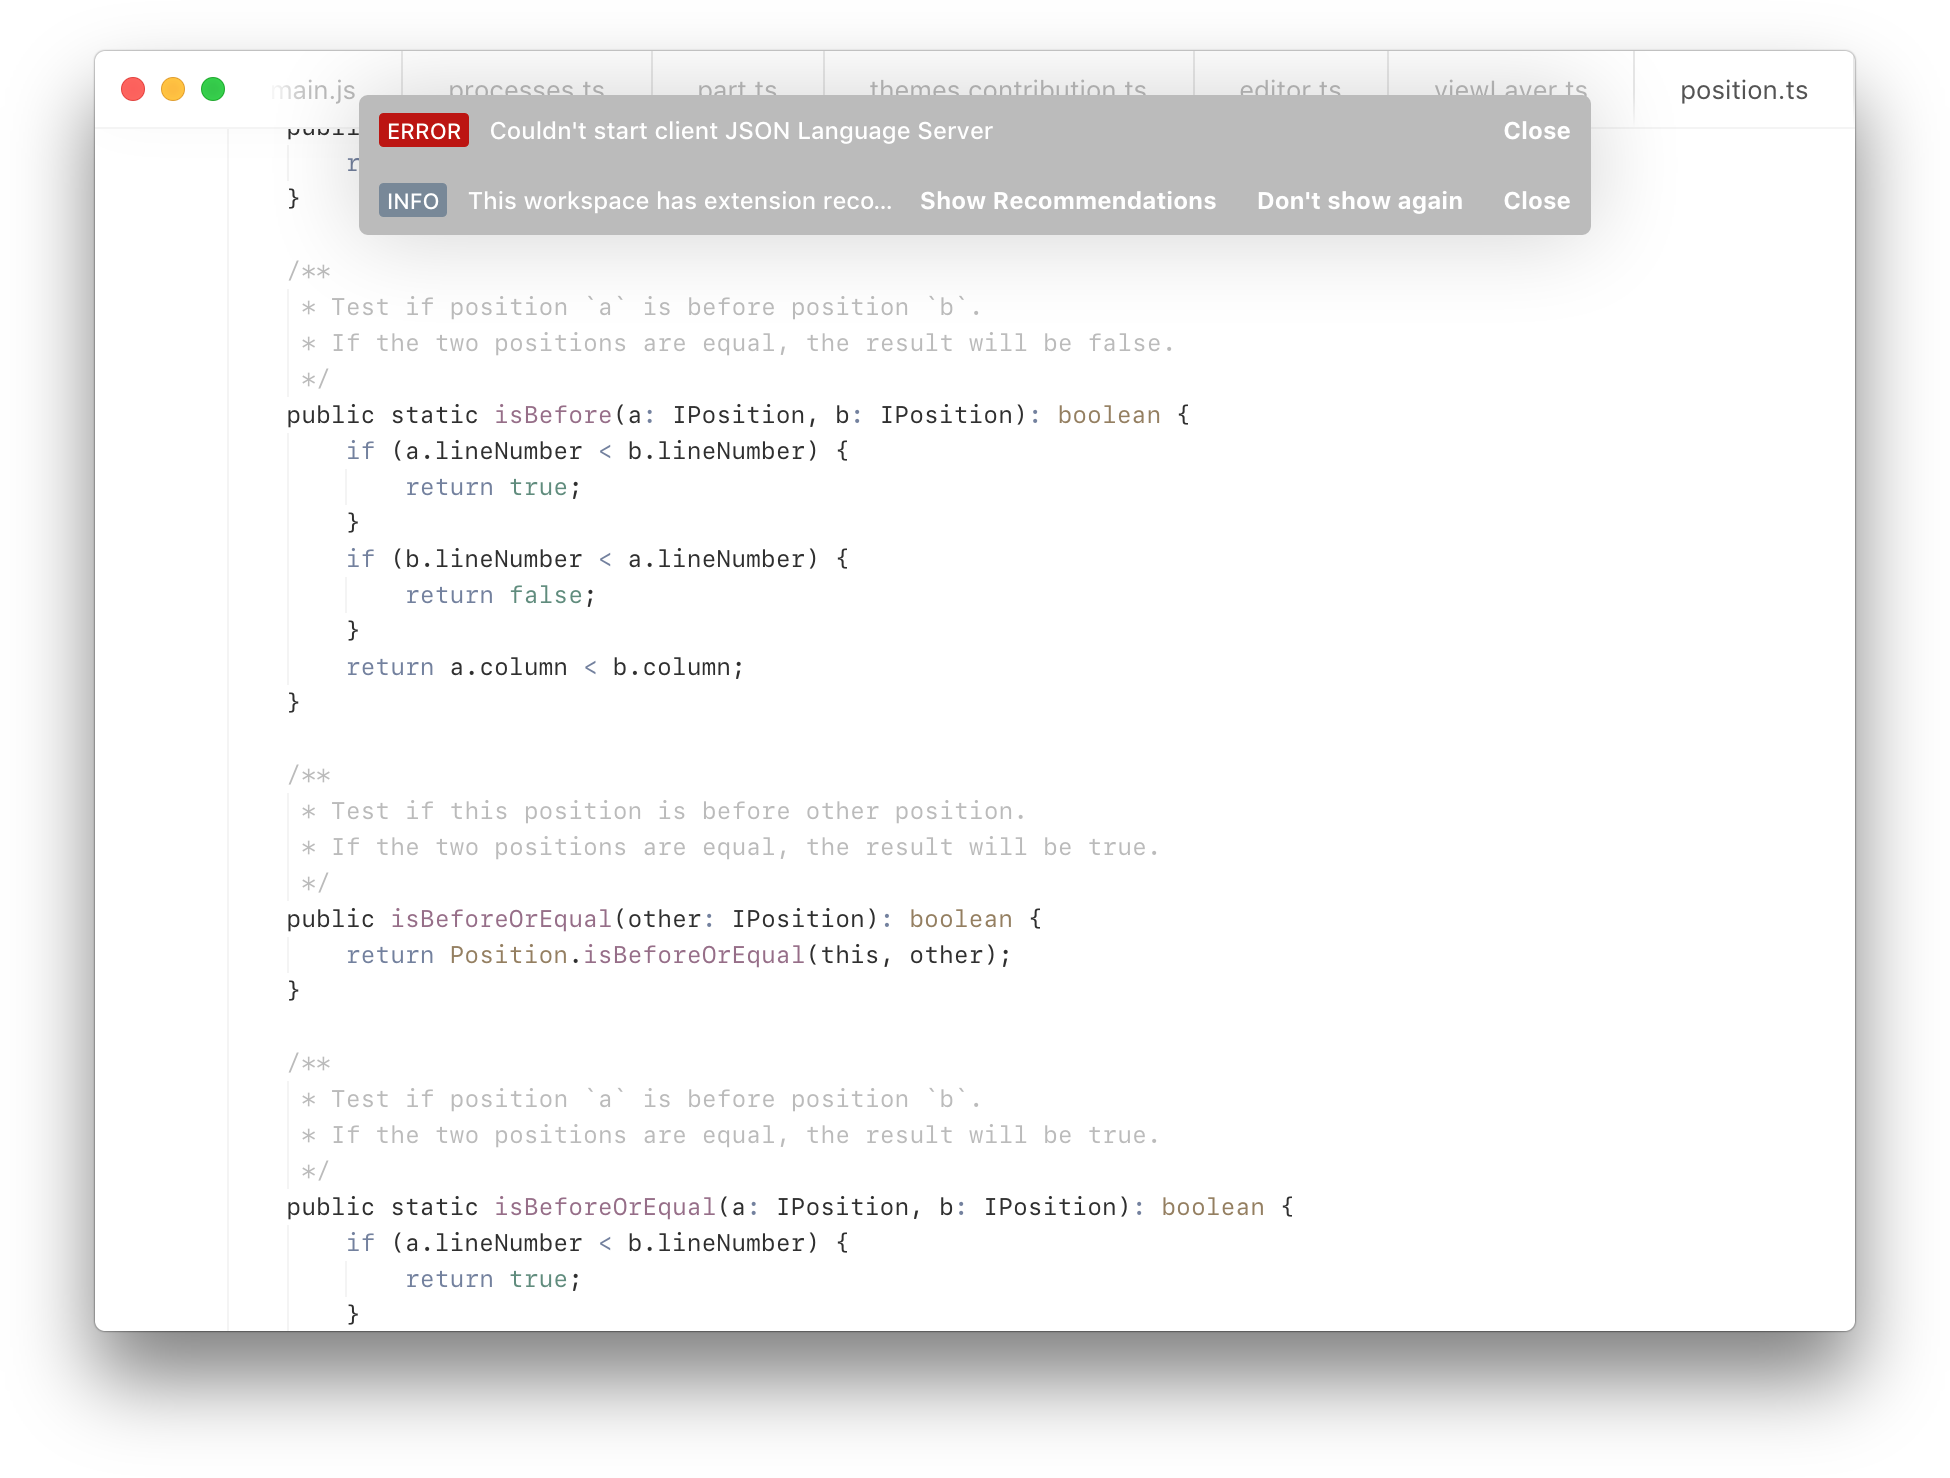 main.js processes.ts part.ts themes.contribution.ts editor.ts viewLayer.ts position.ts
ERROR Couldn't start client JSON Language Server Close
INFO This workspace has extension reco... Show Recommendations Don't show again Close
publi
r
}
/**
 * Test if position `a` is before position `b`.
 * If the two positions are equal, the result will be false.
 */
public static isBefore(a: IPosition, b: IPosition): boolean {
    if (a.lineNumber < b.lineNumber) {
        return true;
    }
    if (b.lineNumber < a.lineNumber) {
        return false;
    }
    return a.column < b.column;
}
/**
 * Test if this position is before other position.
 * If the two positions are equal, the result will be true.
 */
public isBeforeOrEqual(other: IPosition): boolean {
    return Position.isBeforeOrEqual(this, other);
}
/**
 * Test if position `a` is before position `b`.
 * If the two positions are equal, the result will be true.
 */
public static isBeforeOrEqual(a: IPosition, b: IPosition): boolean {
    if (a.lineNumber < b.lineNumber) {
        return true;
    }